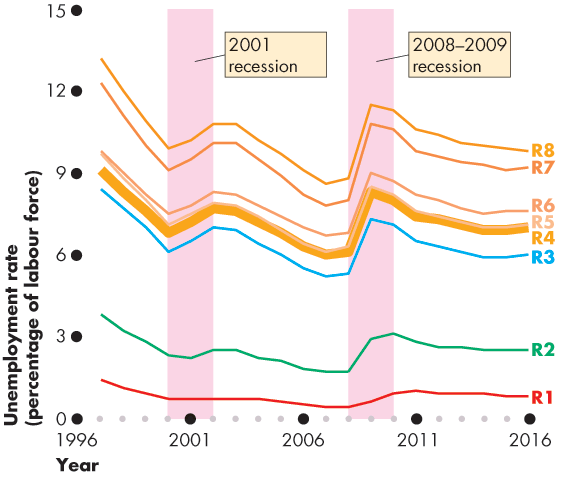 15
2001
recession
2008–2009
recession
12
9
6
3
0
R8
R7
R6
R5
R4
R3
R2
R1
Unemployment rate
(percentage of labour force)
1996
2001
2006
2011
2016
Year